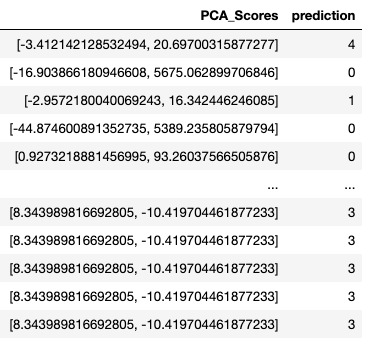 PCA_Scores prediction
[-3.412142128532494, 20.69700315877277] 4
[-16.903866180946608, 5675.062899706846] 0
[-2.9572180040069243, 16.342446246085] 1
[-44.874600891352735, 5389.235805879794] 0
[0.9273218881456995, 93.26037566505876] 0
... ...
[8.343989816692805, -10.419704461877233] 3
[8.343989816692805, -10.419704461877233] 3
[8.343989816692805, -10.419704461877233] 3
[8.343989816692805, -10.419704461877233] 3
[8.343989816692805, -10.419704461877233] 3